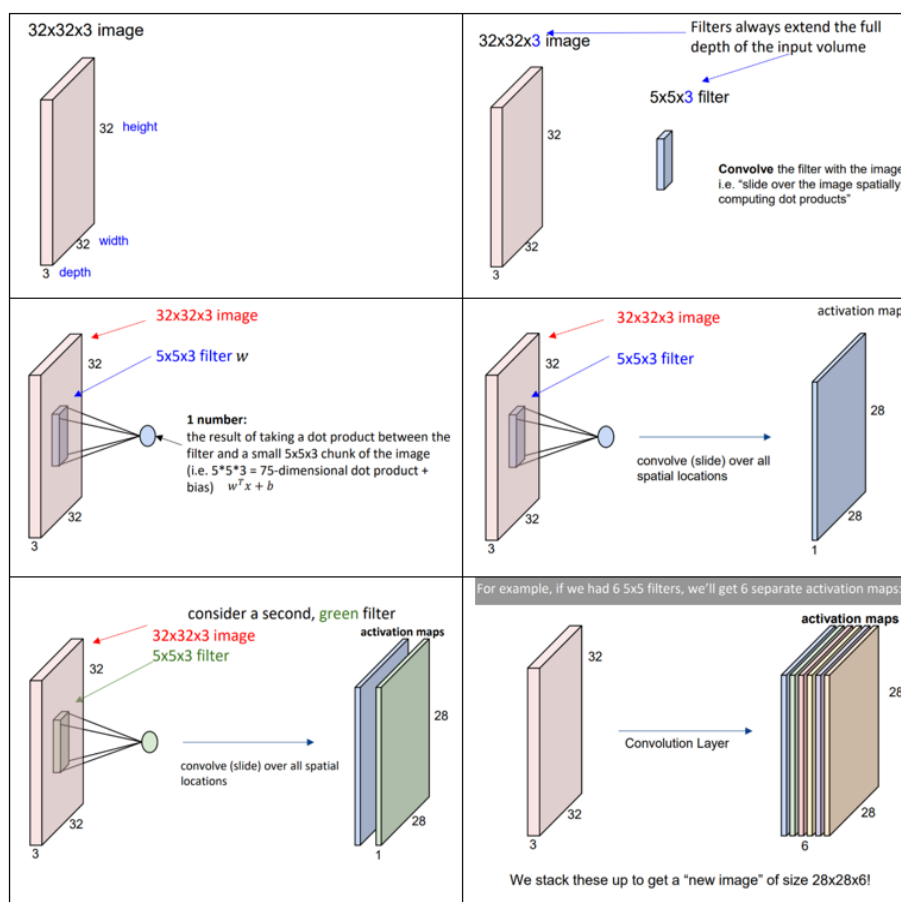 32x32x3 image
32 height
32 width
3 depth
Filters always extend the full
depth of the input volume
32x32x3 image
5x5x3 filter
32
Convolve the filter with the image
i.e. “slide over the image spatially
computing dot products”
32
3
32x32x3 image
5x5x3 filter w
32
1 number:
the result of taking a dot product between the
filter and a small 5x5x3 chunk of the image
(i.e. 5*5*3 = 75-dimensional dot product +
bias) wᵀx + b
32
3
activation map
32x32x3 image
5x5x3 filter
32
28
convolve (slide) over all
spatial locations
32
28
3
1
consider a second, green filter
32x32x3 image
5x5x3 filter
activation maps
32
28
convolve (slide) over all spatial
locations
32
28
3
1
For example, if we had 6 5x5 filters, we’ll get 6 separate activation maps:
activation maps
32
28
Convolution Layer
32
28
3
6
We stack these up to get a “new image” of size 28x28x6!